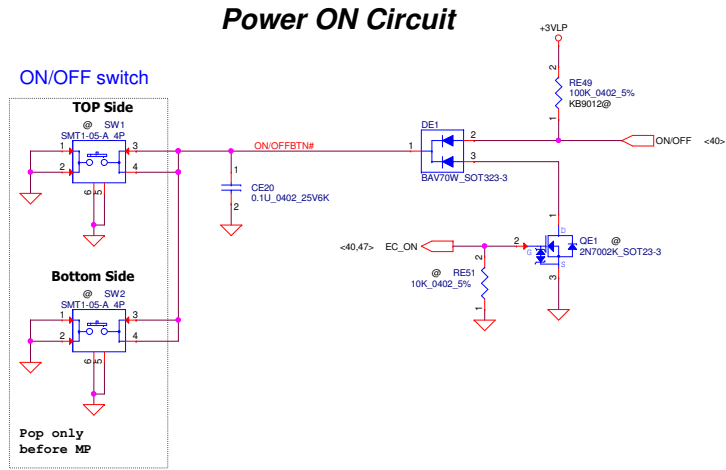 Power ON Circuit
+3VLP
2
RE49
100K_0402_5%
KB9012@
1
ON/OFF switch
TOP Side
@ SW1
SMT1-05-A_4P
1
3
2
4
6
5
ON/OFFBTN#
1
CE20
0.1U_0402_25V6K
2
DE1
1
2
3
BAV70W_SOT323-3
ON/OFF <40>
1
D
QE1 @
2N7002K_SOT23-3
2
G
S
3
<40,47> EC_ON
2
@ RE51
10K_0402_5%
1
Bottom Side
@ SW2
SMT1-05-A_4P
1
3
2
4
6
5
Pop only
before MP